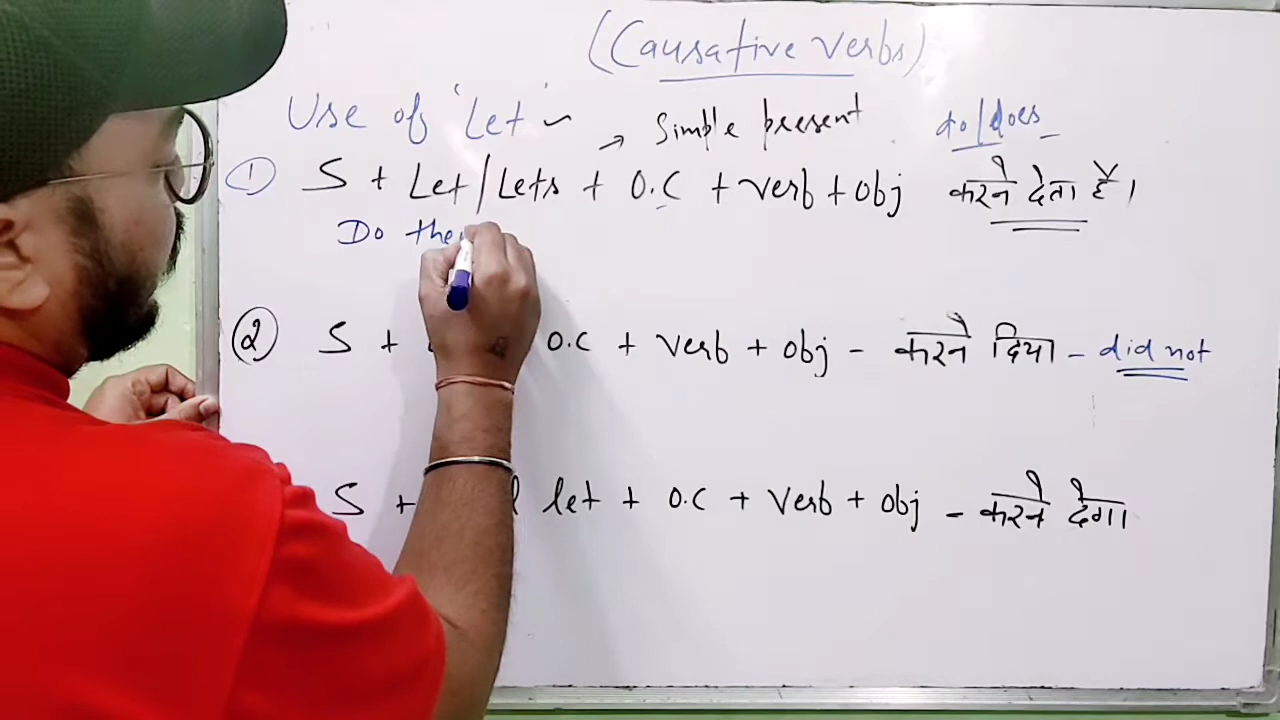 (Causative verbs)
Use of 'Let' ~ → Simple present do/does
① S + Let/Lets + O.C + verb + obj करने देता है।
Do the
② S + O.C + verb + obj - करने दिया - did not
S + let + O.C + verb + obj - करने देगा